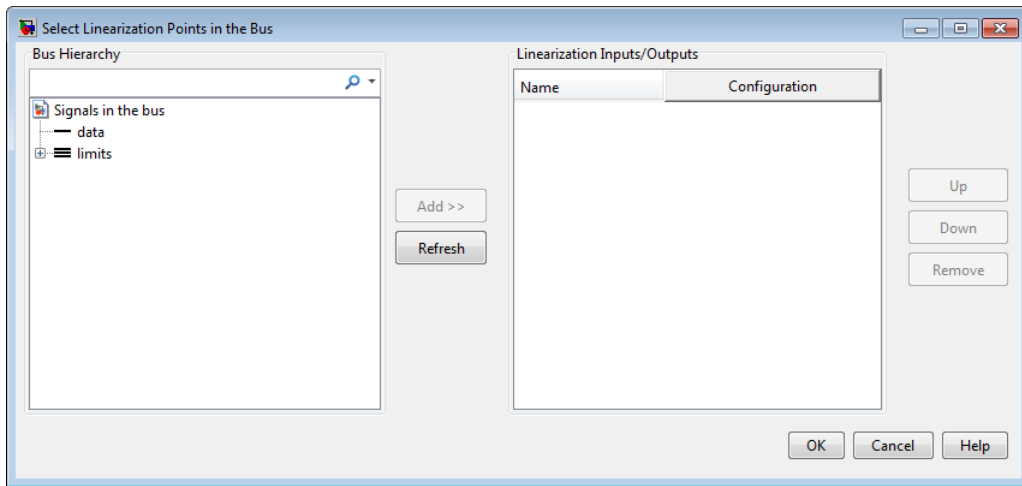 Select Linearization Points in the Bus
Bus Hierarchy
Signals in the bus
data
limits
Add >>
Refresh
Linearization Inputs/Outputs
Name Configuration
Up
Down
Remove
OK Cancel Help